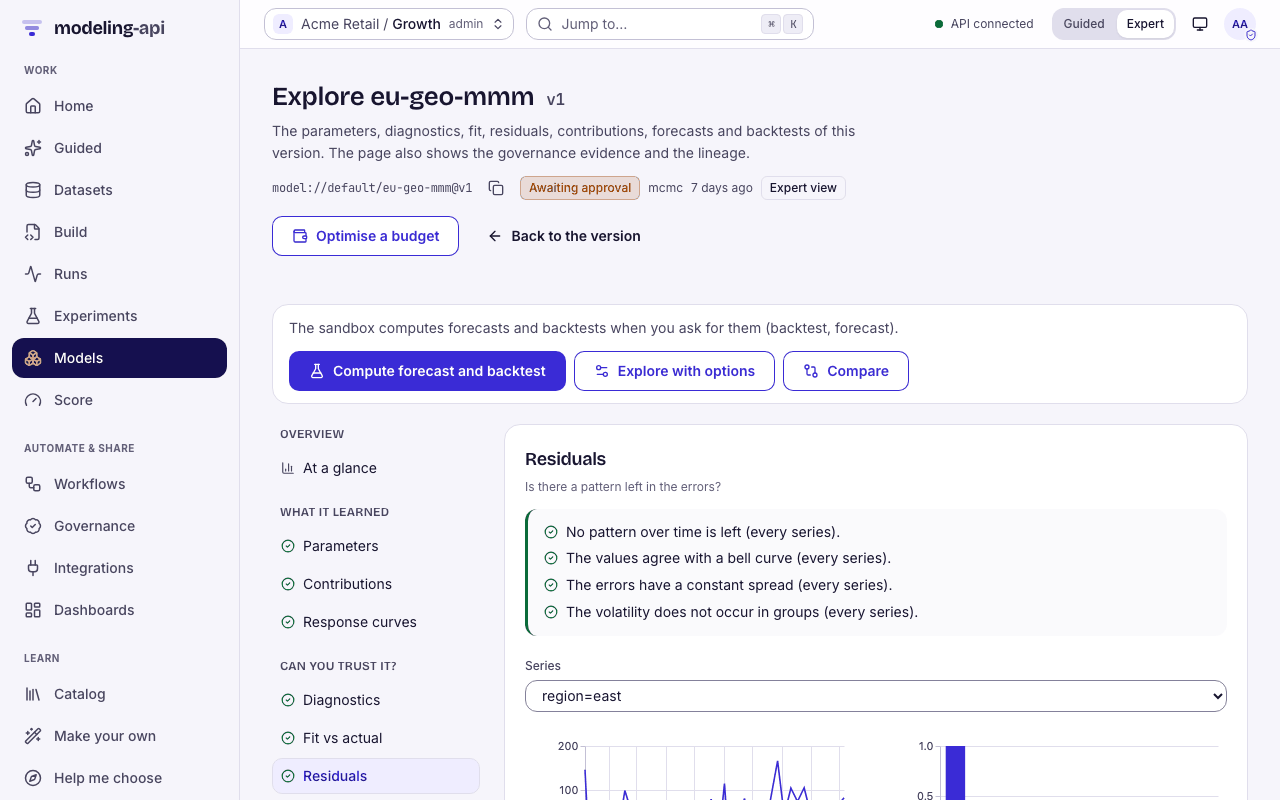 modeling-api
WORK
Home
Guided
Datasets
Build
Runs
Experiments
Models
Score
AUTOMATE & SHARE
Workflows
Governance
Integrations
Dashboards
LEARN
Catalog
Make your own
Help me choose
A Acme Retail / Growth admin
Jump to... ⌘ K
API connected
Guided Expert
AA
Explore eu-geo-mmm v1
The parameters, diagnostics, fit, residuals, contributions, forecasts and backtests of this
version. The page also shows the governance evidence and the lineage.
model://default/eu-geo-mmm@v1 Awaiting approval mcmc 7 days ago Expert view
Optimise a budget Back to the version
The sandbox computes forecasts and backtests when you ask for them (backtest, forecast).
Compute forecast and backtest Explore with options Compare
OVERVIEW
At a glance
WHAT IT LEARNED
Parameters
Contributions
Response curves
CAN YOU TRUST IT?
Diagnostics
Fit vs actual
Residuals
Residuals
Is there a pattern left in the errors?
No pattern over time is left (every series).
The values agree with a bell curve (every series).
The errors have a constant spread (every series).
The volatility does not occur in groups (every series).
Series
region=east
200
100
1.0
0.5